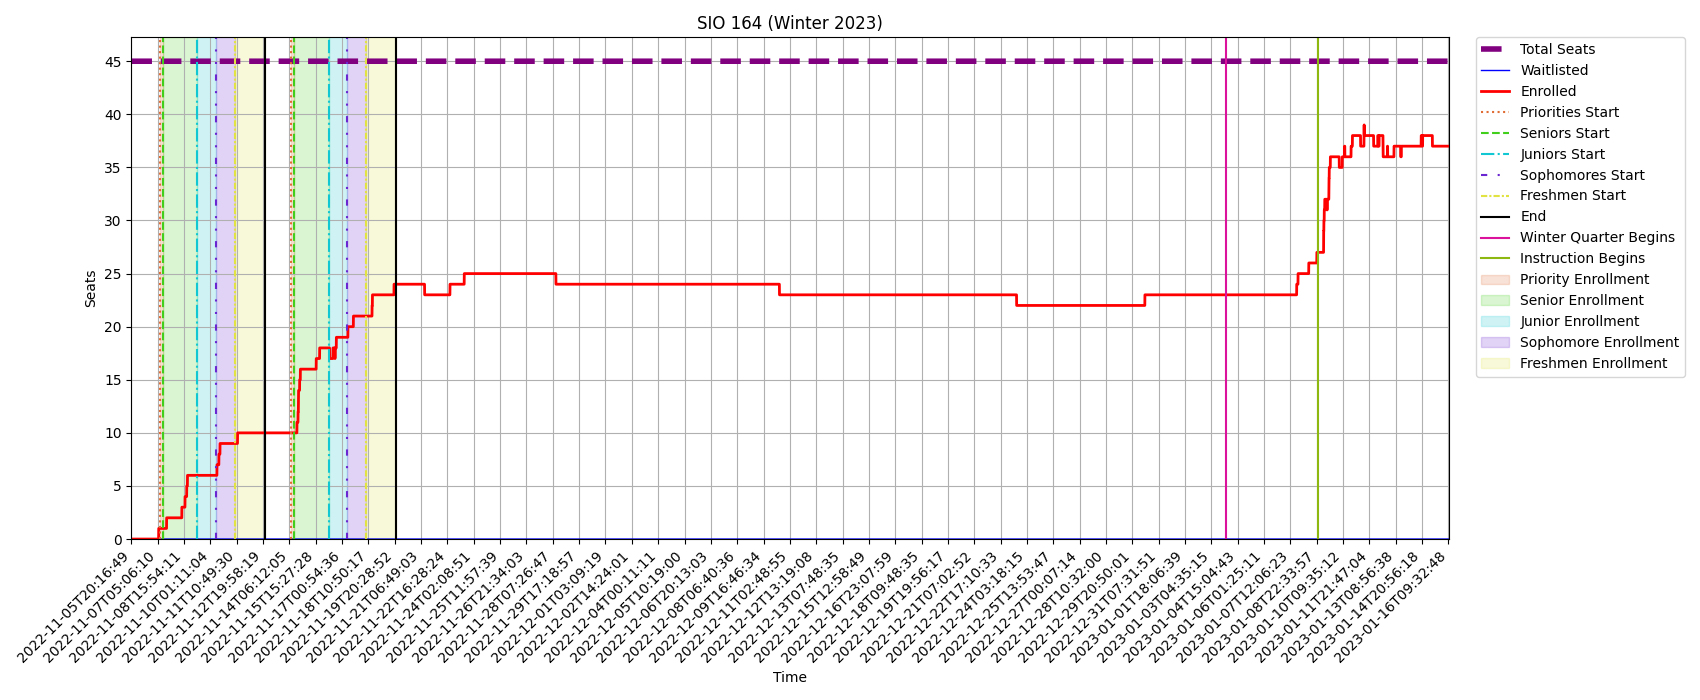 SIO 164 (Winter 2023)
Seats
45
40
35
30
25
20
15
10
5
0
2022-11-05T20:16:49
2022-11-07T05:06:10
2022-11-08T15:54:11
2022-11-10T01:11:04
2022-11-11T10:49:30
2022-11-12T19:58:19
2022-11-14T06:12:05
2022-11-15T15:27:28
2022-11-17T00:54:36
2022-11-18T10:50:17
2022-11-19T20:28:52
2022-11-21T06:49:03
2022-11-22T16:28:24
2022-11-24T02:08:51
2022-11-25T11:57:39
2022-11-26T21:34:03
2022-11-28T07:26:47
2022-11-29T17:18:57
2022-12-01T03:09:19
2022-12-02T14:24:01
2022-12-04T00:11:11
2022-12-05T10:19:00
2022-12-06T20:13:03
2022-12-08T06:40:36
2022-12-09T16:46:34
2022-12-11T02:48:55
2022-12-12T13:19:08
2022-12-13T07:48:35
2022-12-15T12:58:49
2022-12-16T23:07:59
2022-12-18T09:48:35
2022-12-19T19:56:17
2022-12-21T07:02:52
2022-12-22T17:10:33
2022-12-24T03:18:15
2022-12-25T13:53:47
2022-12-27T00:07:14
2022-12-28T10:32:00
2022-12-29T20:50:01
2022-12-31T07:31:51
2023-01-01T18:06:39
2023-01-03T04:35:15
2023-01-04T15:04:43
2023-01-06T01:25:11
2023-01-07T12:06:23
2023-01-08T22:33:57
2023-01-10T09:35:12
2023-01-11T21:47:04
2023-01-13T08:56:38
2023-01-14T20:56:18
2023-01-16T09:32:48
Time
Total Seats
Waitlisted
Enrolled
Priorities Start
Seniors Start
Juniors Start
Sophomores Start
Freshmen Start
End
Winter Quarter Begins
Instruction Begins
Priority Enrollment
Senior Enrollment
Junior Enrollment
Sophomore Enrollment
Freshmen Enrollment